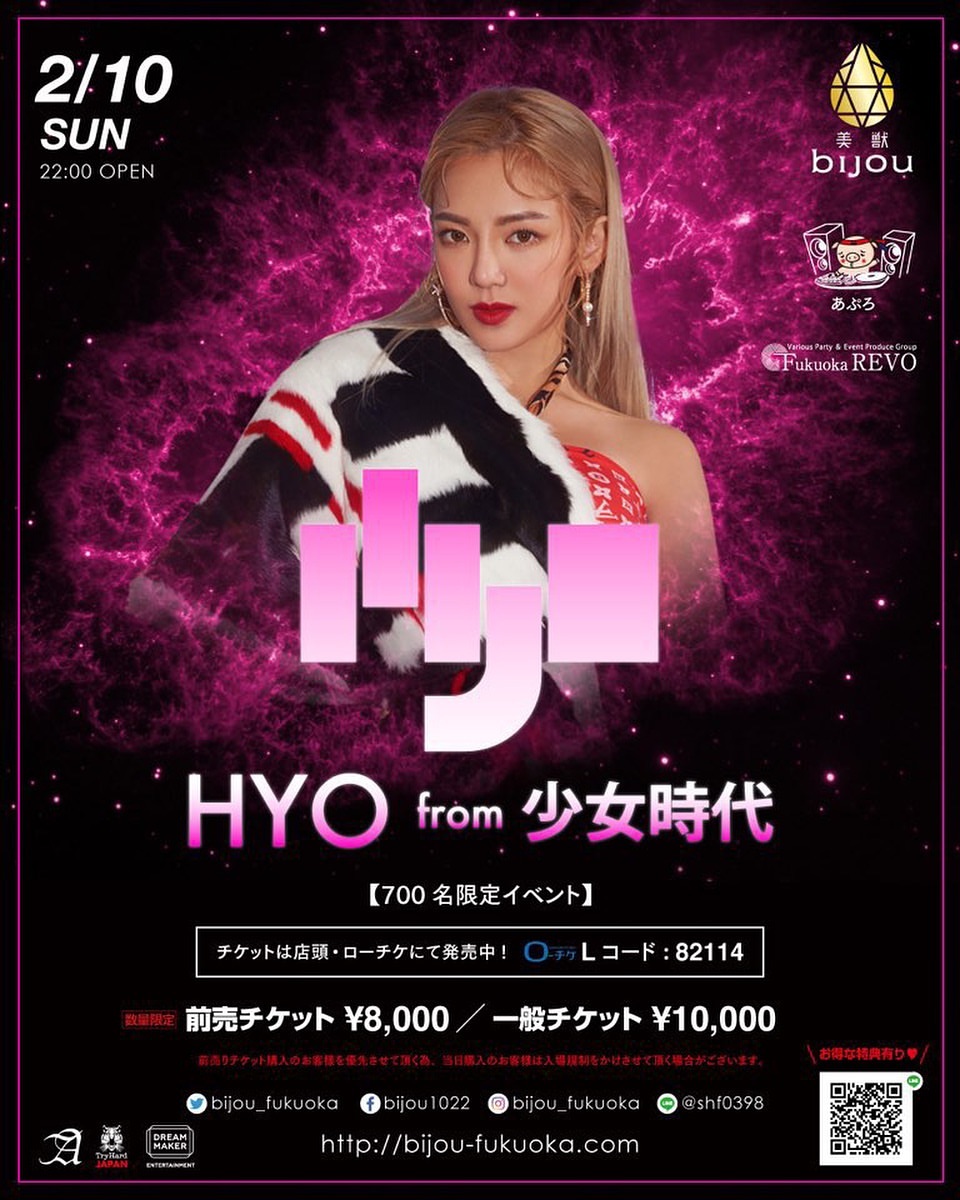 2/10
SUN
22:00 OPEN
美獣
bijou
あぷろ
Various Party & Event Produce Group
Fukuoka REVO
HYO
HYO from 少女時代
【700 名限定イベント】
チケットは店頭・ローチケにて発売中！ ローチケ L コード : 82114
数量限定 前売チケット ¥8,000 ／ 一般チケット ¥10,000
前売りチケット購入のお客様を優先させて頂く為、当日購入のお客様は入場規制をかけさせて頂く場合がございます。
\ お得な特典有り♥ /
bijou_fukuoka bijou1022 bijou_fukuoka LINE @shf0398
LINE
http://bijou-fukuoka.com
A
TryHard
JAPAN
DREAM
MAKER
ENTERTAINMENT